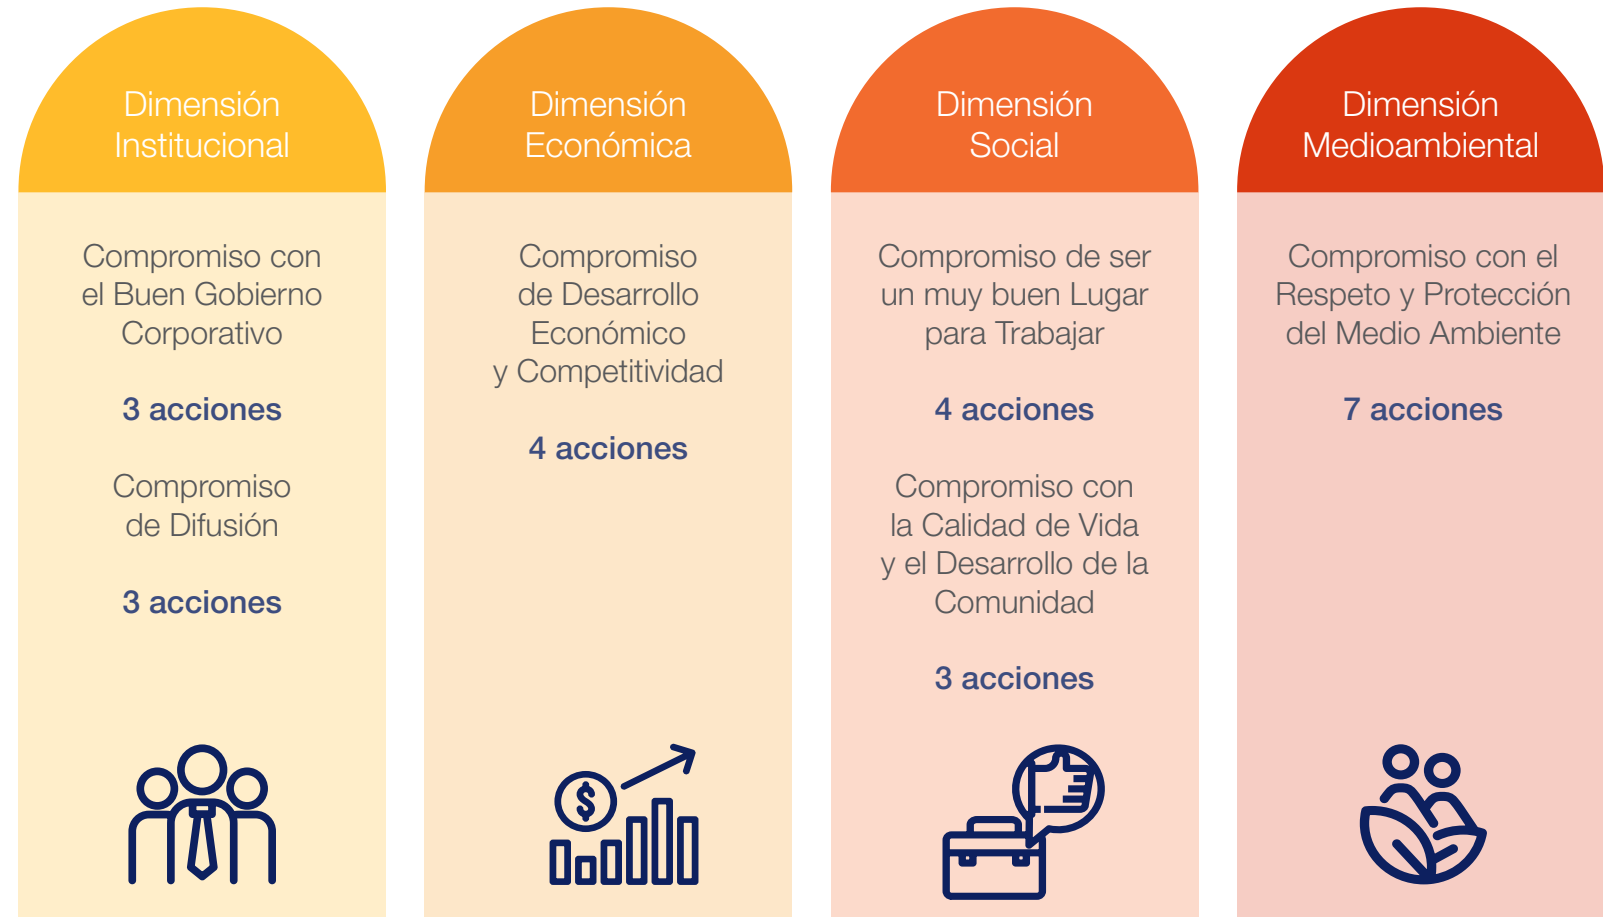 Dimensión
Institucional
Compromiso con
el Buen Gobierno
Corporativo
3 acciones
Compromiso
de Difusión
3 acciones
Dimensión
Económica
Compromiso
de Desarrollo
Económico
y Competitividad
4 acciones
$
Dimensión
Social
Compromiso de ser
un muy buen Lugar
para Trabajar
4 acciones
Compromiso con
la Calidad de Vida
y el Desarrollo de la
Comunidad
3 acciones
Dimensión
Medioambiental
Compromiso con el
Respeto y Protección
del Medio Ambiente
7 acciones